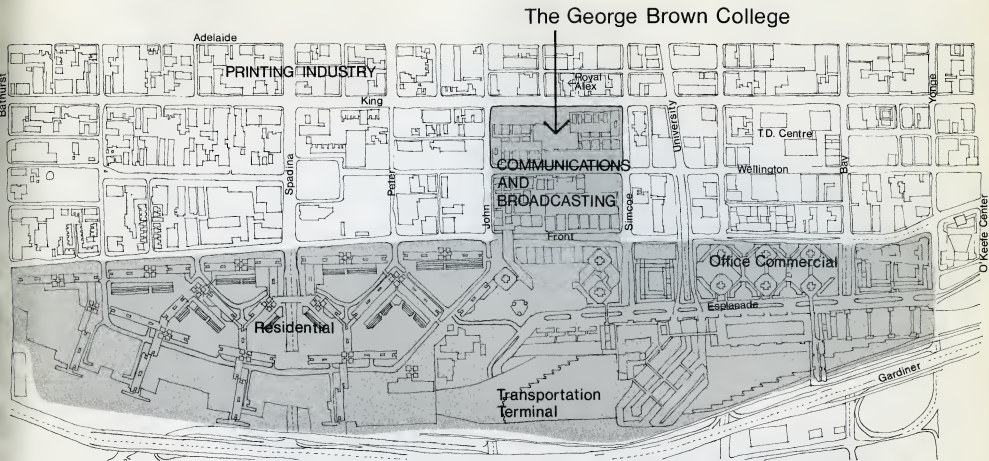 The George Brown College
Adelaide
PRINTING INDUSTRY
Royal
Alex
King
Bathurst
Yonge
University
T.D. Centre
COMMUNICATIONS
AND
BROADCASTING
Wellington
Bay
Spadina
Peter
John
Simcoe
Front
O'Keefe Center
Office Commercial
Esplanade
Residential
Gardiner
Transportation
Terminal